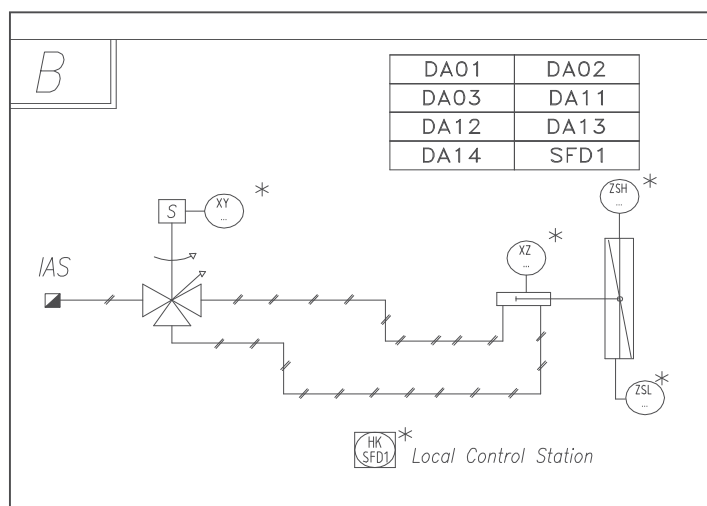 B
DA01 DA02
DA03 DA11
DA12 DA13
DA14 SFD1
ZSH
...
S
XY
...
*
*
IAS
XZ
...
*
ZSL
...
*
HK
SFD1
*
Local Control Station